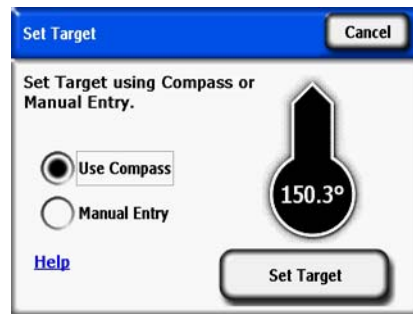 Set Target
Cancel
Set Target using Compass or
Manual Entry.
Use Compass
150.3°
Manual Entry
Help
Set Target